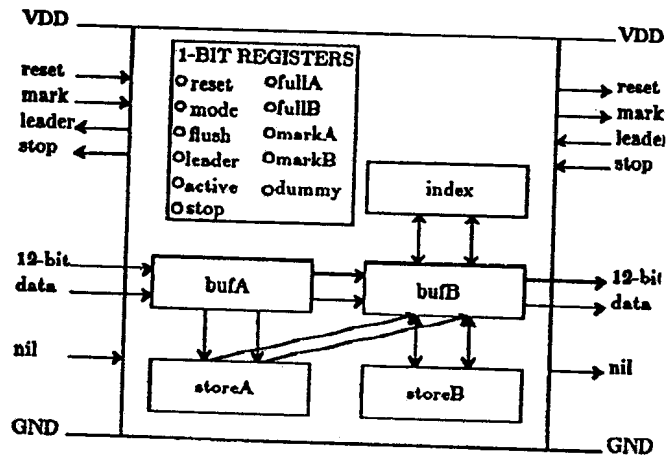 VDD
VDD
1-BIT REGISTERS
reset
mode
flush
leader
active
stop
fullA
fullB
markA
markB
dummy
reset
mark
leader
stop
reset
mark
leade
stop
index
12-bit
data
bufA
bufB
12-bit
data
nil
storeA
storeB
nil
GND
GND